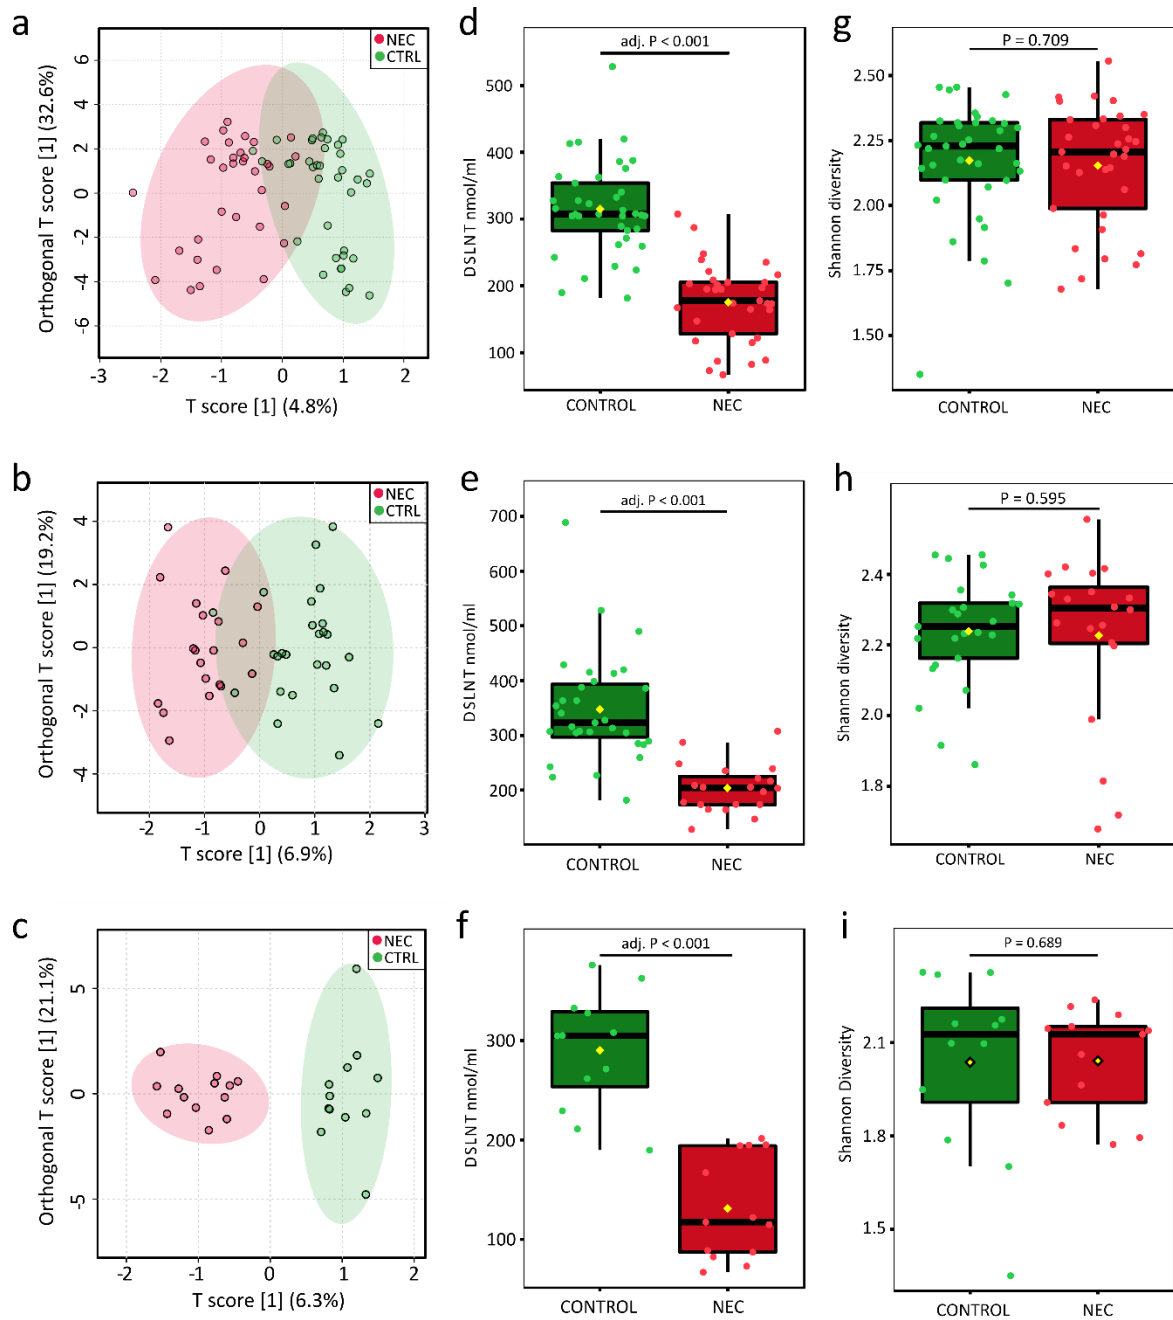 a
NEC
CTRL
6
4
2
0
-2
-4
-6
Orthogonal T score [1] (32.6%)
-3 -2 -1 0 1 2
T score [1] (4.8%)
d
adj. P < 0.001
500
400
300
200
100
DSLNT nmol/ml
CONTROL NEC
g
P = 0.709
2.50
2.25
2.00
1.75
1.50
Shannon diversity
CONTROL NEC
b
NEC
CTRL
4
2
0
-2
-4
Orthogonal T score [1] (19.2%)
-2 -1 0 1 2 3
T score [1] (6.9%)
e
adj. P < 0.001
700
600
500
400
300
200
DSLNT nmol/ml
CONTROL NEC
h
P = 0.595
2.4
2.2
2.0
1.8
Shannon diversity
CONTROL NEC
c
NEC
CTRL
5
0
-5
Orthogonal T score [1] (21.1%)
-2 -1 0 1 2
T score [1] (6.3%)
f
adj. P < 0.001
300
200
100
DSLNT nmol/ml
CONTROL NEC
i
P = 0.689
2.1
1.8
1.5
Shannon Diversity
CONTROL NEC